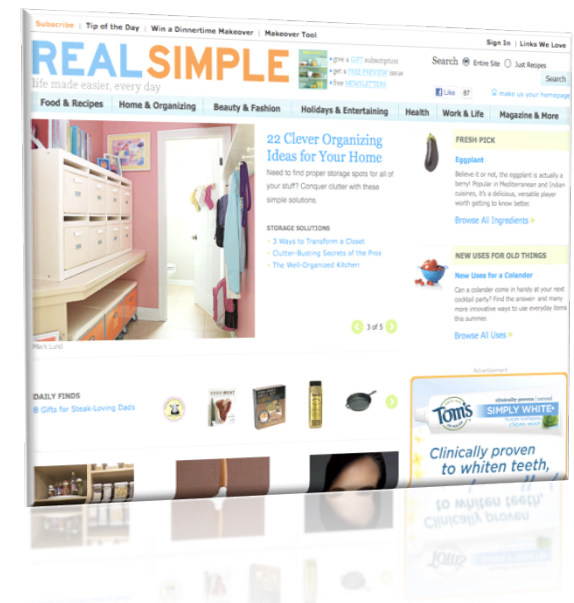 Subscribe | Tip of the Day | Win a Dinnertime Makeover | Makeover Tool
Sign In | Links We Love
REAL SIMPLE
life made easier, every day
give a GIFT subscription
get a FREE PREVIEW issue
free NEWSLETTERS
Search Entire Site Just Recipes
Search
Like 87
make us your homepage
Food & Recipes Home & Organizing Beauty & Fashion Holidays & Entertaining Health Work & Life Magazine & More
22 Clever Organizing
Ideas for Your Home
Need to find proper storage spots for all of
your stuff? Conquer clutter with these
simple solutions.
STORAGE SOLUTIONS
3 Ways to Transform a Closet
Clutter-Busting Secrets of the Pros
The Well-Organized Kitchen
3 of 5
Mark Lund
FRESH PICK
Eggplant
Believe it or not, the eggplant is actually a
berry! Popular in Mediterranean and Indian
cuisines, it's a delicious, versatile player
worth getting to know better.
Browse All Ingredients »
NEW USES FOR OLD THINGS
New Uses for a Colander
Can a colander come in handy at your next
cocktail party? Find the answer- and many
more innovative ways to use everyday items
this summer.
Browse All Uses »
DAILY FINDS
8 Gifts for Steak-Loving Dads
GOOD MEAT
Advertisement
Tom's
clinically proven
SIMPLY WHITE
clean mint
Clinically proven
to whiten teeth,